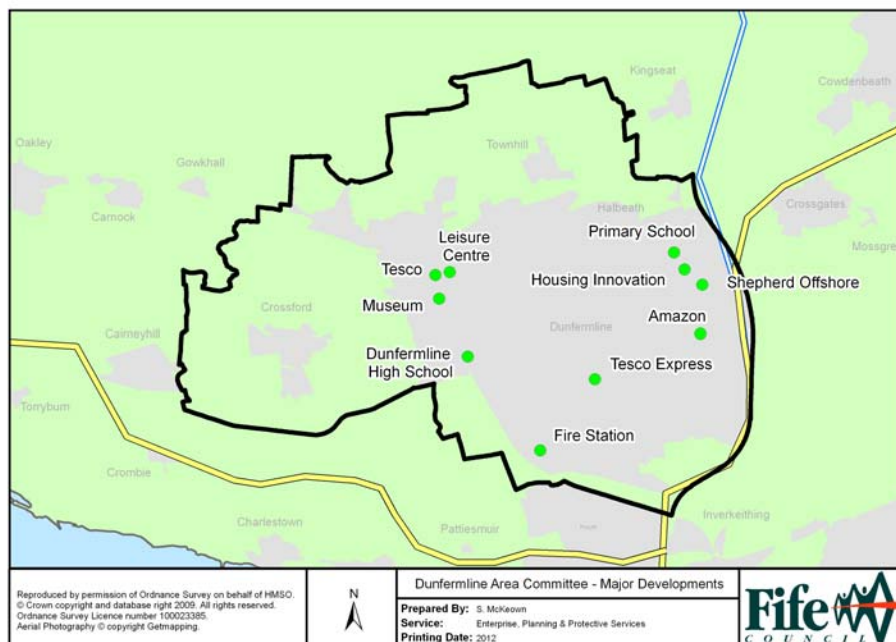 Kingseat
Cowdenbeath
Oakley
Townhill
Gowkhall
Carnock
Crossgates
Halbeath
Primary School
Mossgre
Leisure
Centre
Tesco
Housing Innovation
Shepherd Offshore
Museum
Crossford
Amazon
Dunfermline
Cairneyhill
Dunfermline
High School
Tesco Express
Torryburn
Fire Station
Crombie
Charlestown
Pattiesmuir
Inverkeithing
Reproduced by permission of Ordnance Survey on behalf of HMSO.
© Crown copyright and database right 2009. All rights reserved.
Ordnance Survey Licence number 100023385.
Aerial Photography © copyright Getmapping.
N
Dunfermline Area Committee - Major Developments
Prepared By: S. McKeown
Service: Enterprise, Planning & Protective Services
Printing Date: 2012
Fife
COUNCIL